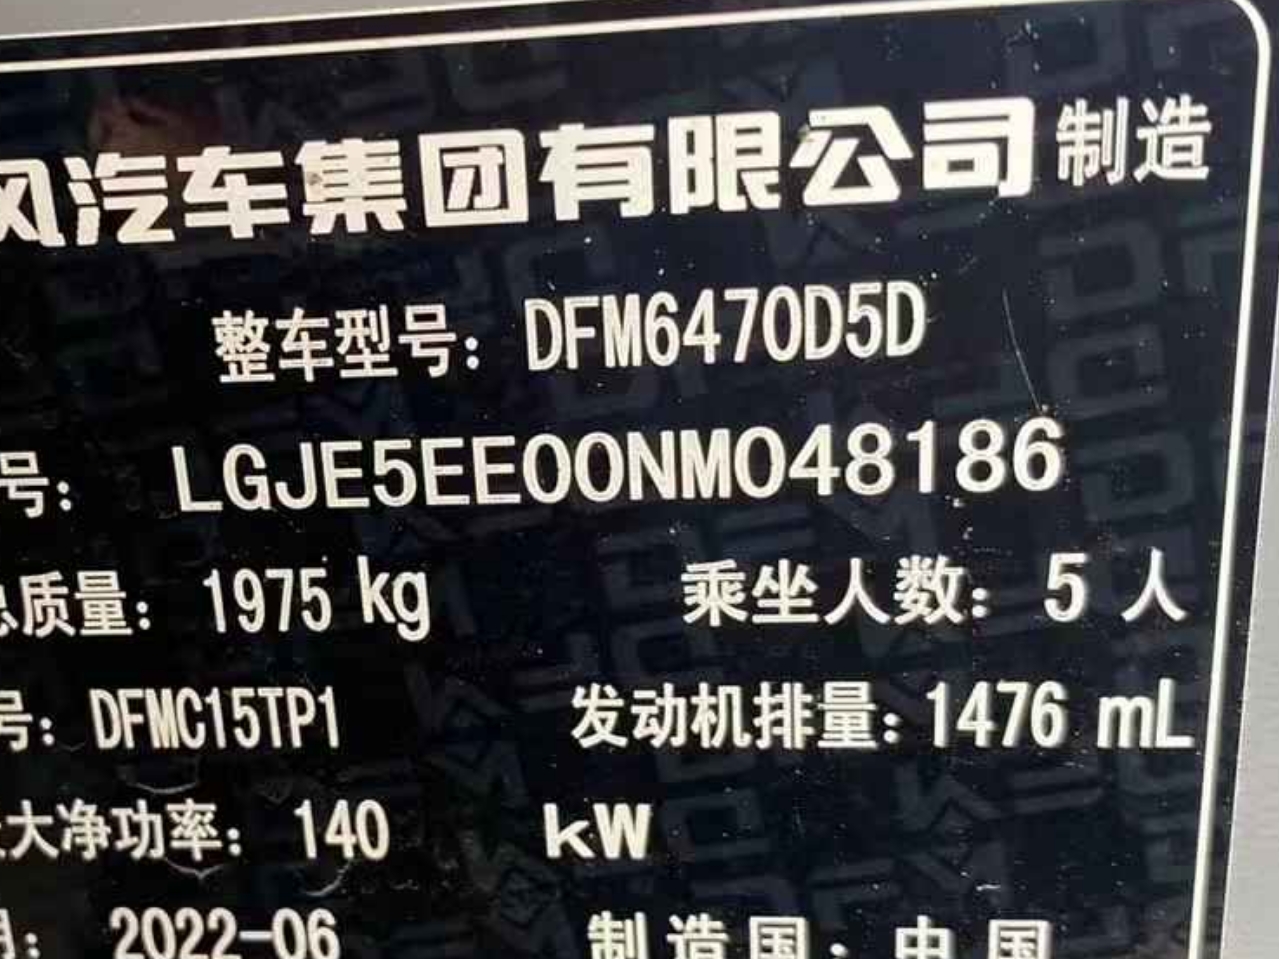 风汽车集团有限公司制造
整车型号：DFM6470D5D
号：LGJE5EE00NM048186
总质量：1975 kg 乘坐人数：5 人
号：DFMC15TP1 发动机排量：1476 mL
大净功率：140 kW
期：2022-06 制造国：中国